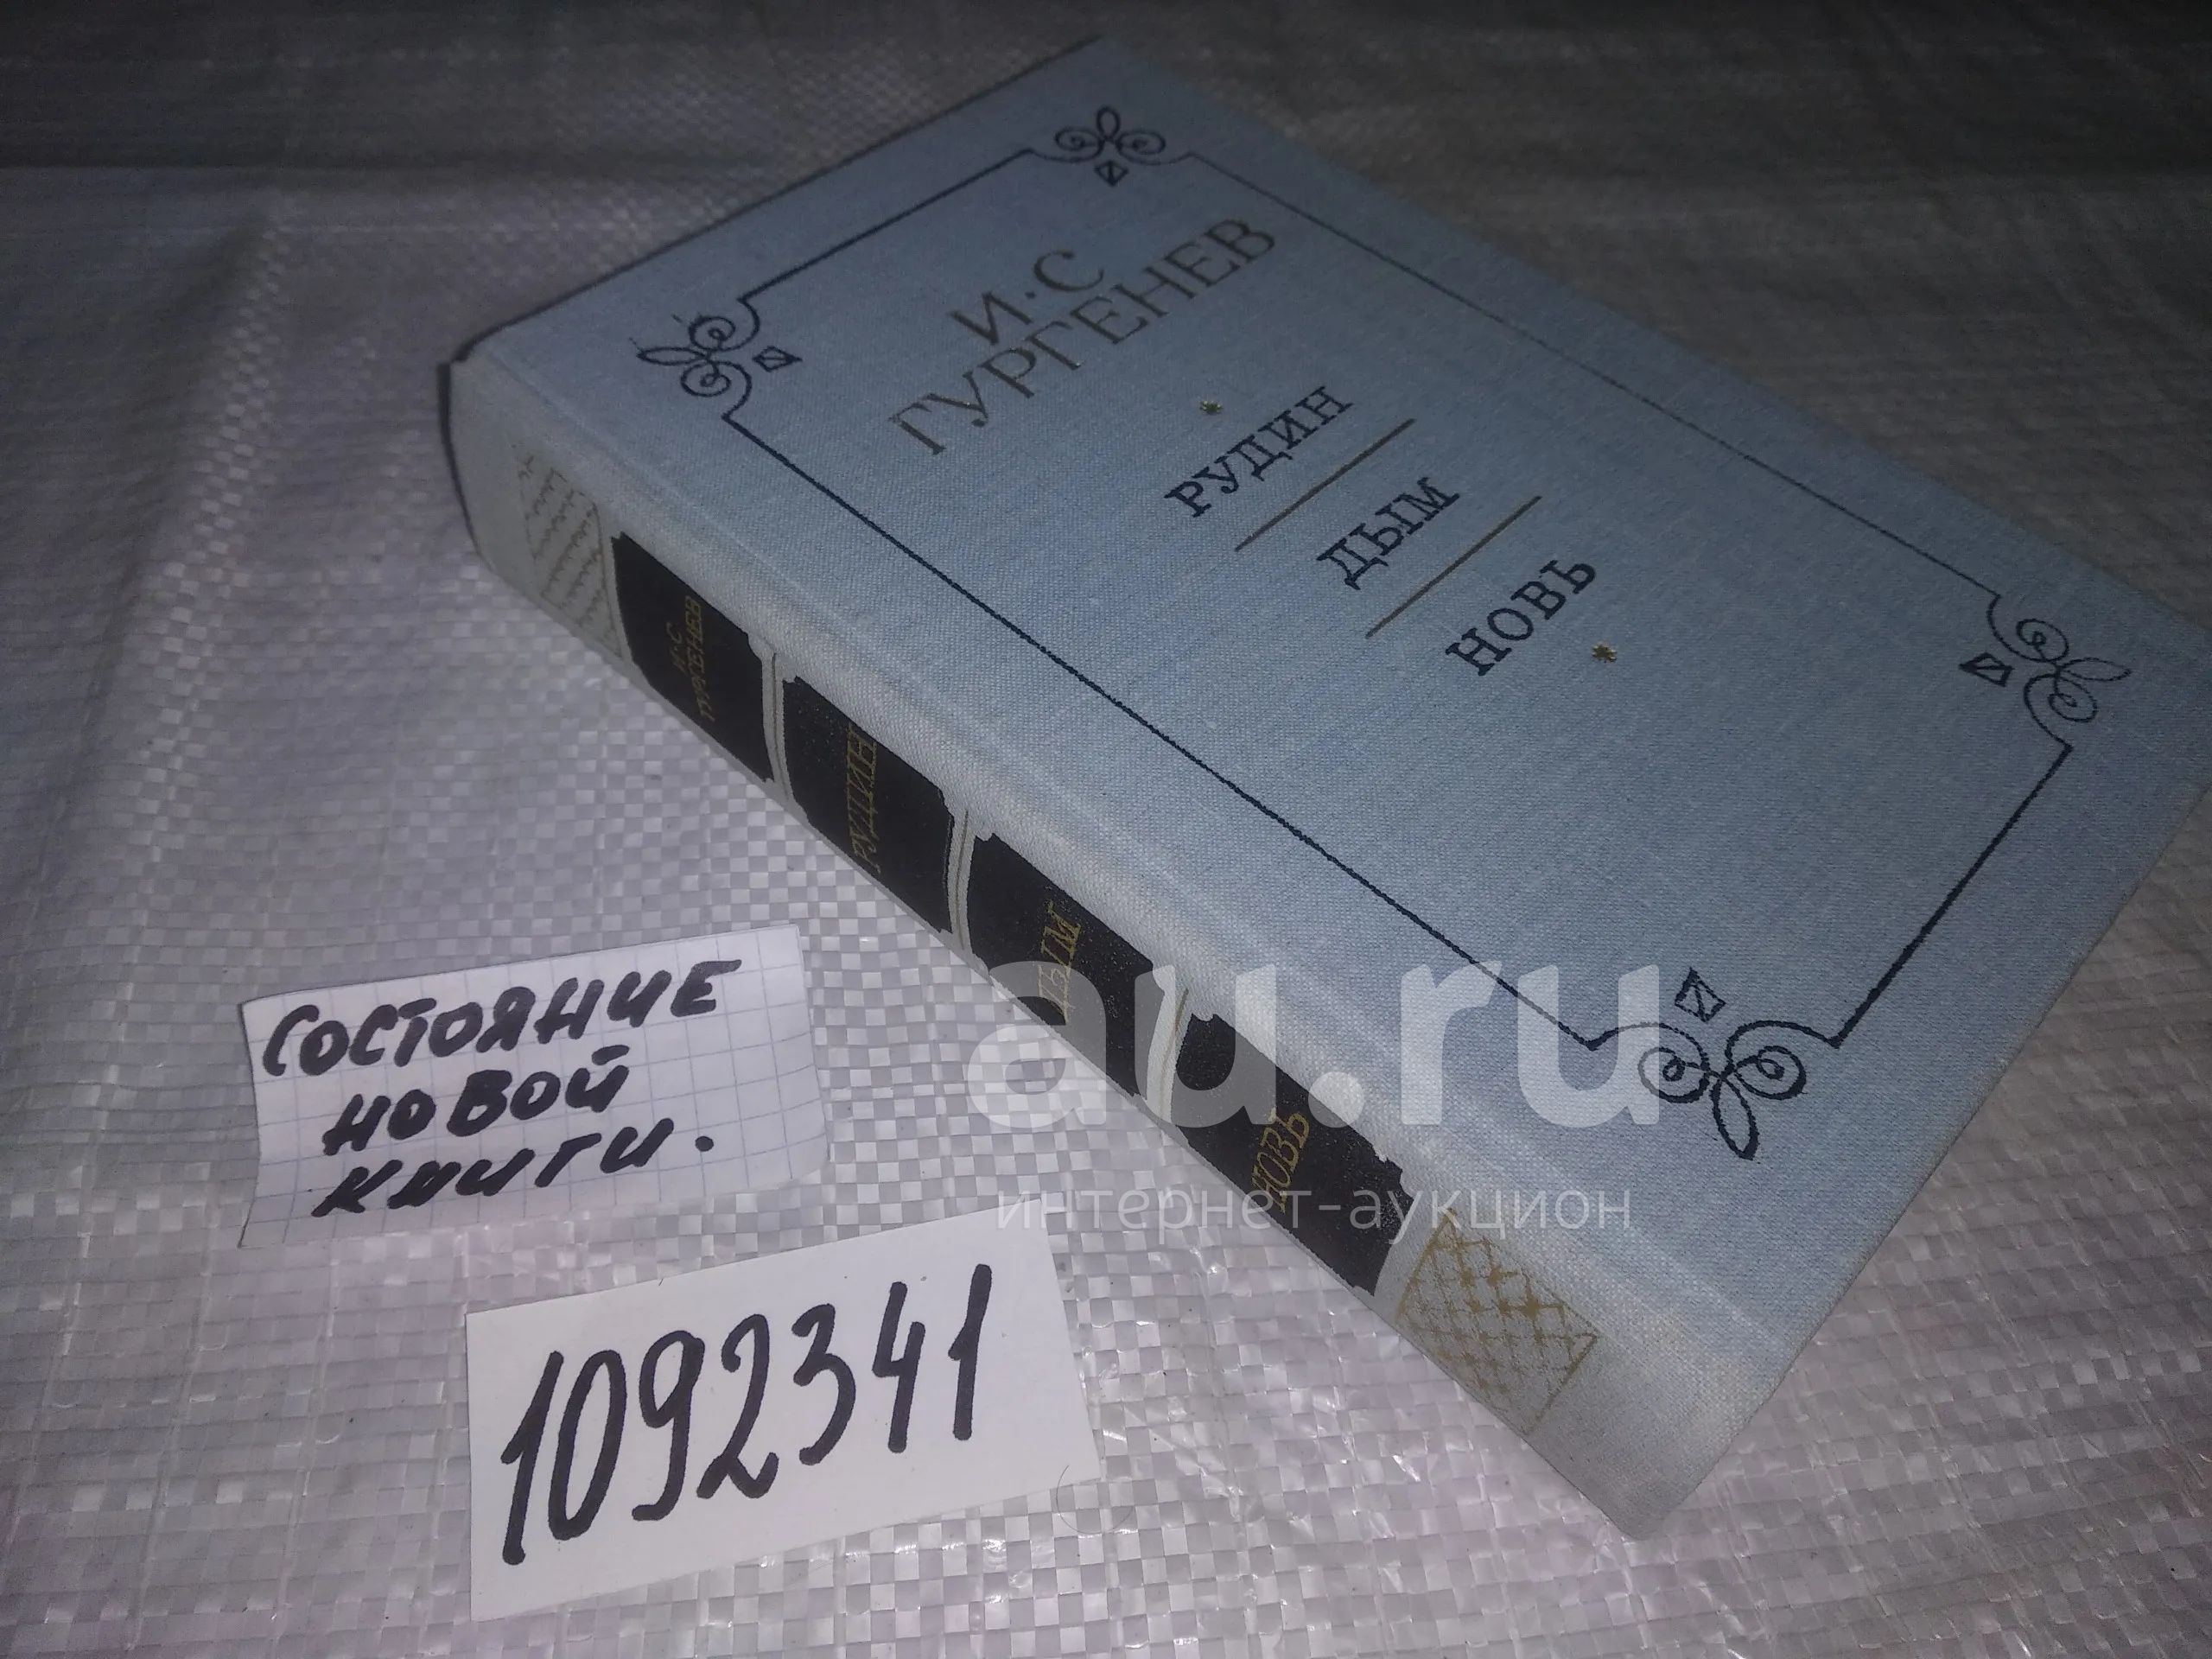 И·С
ТУРГЕНЕВ
РУДИН
ДЫМ
НОВЬ
И·С
ТУРГЕНЕВ
РУДИН
ДЫМ
НОВЬ
au.ru
интернет-аукцион
СОСТОЯНИЕ
НОВОЙ
КНИГИ.
1092341